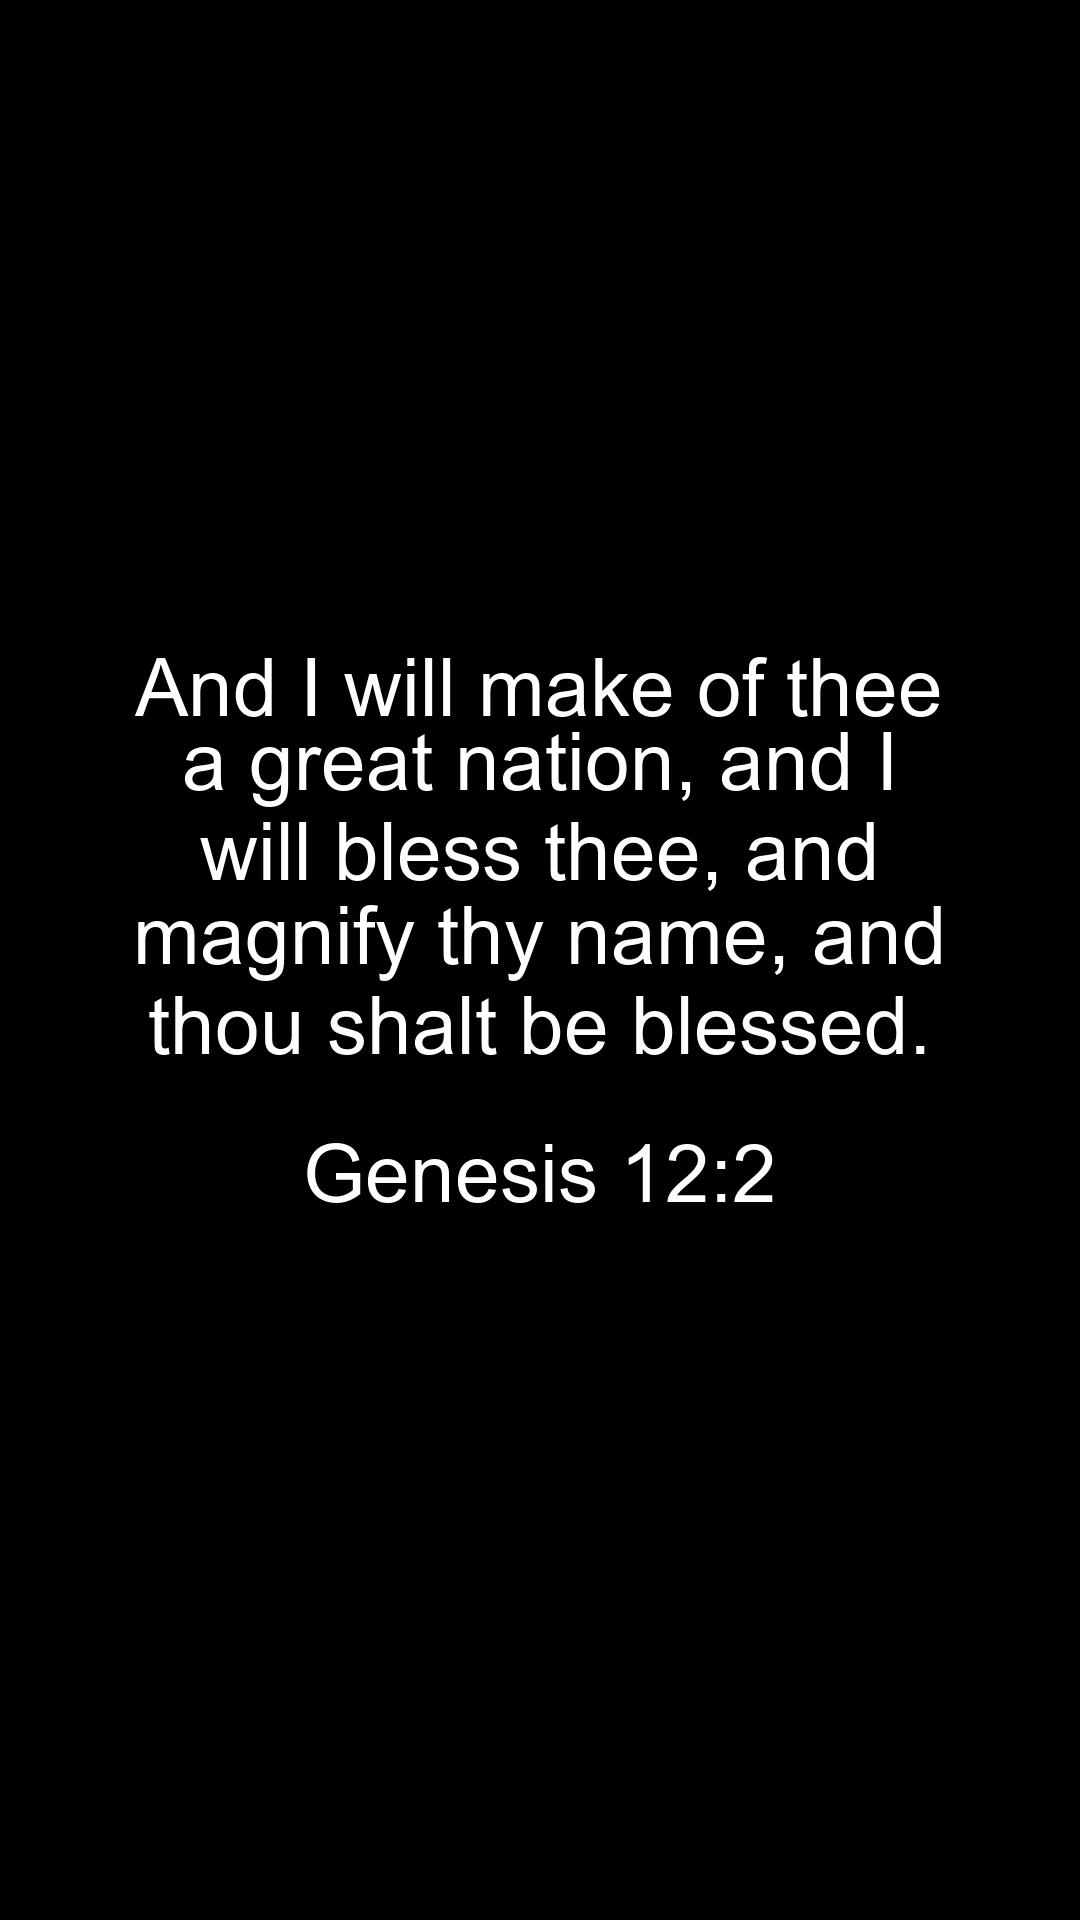 And I will make of thee
a great nation, and I
will bless thee, and
magnify thy name, and
thou shalt be blessed.
Genesis 12:2